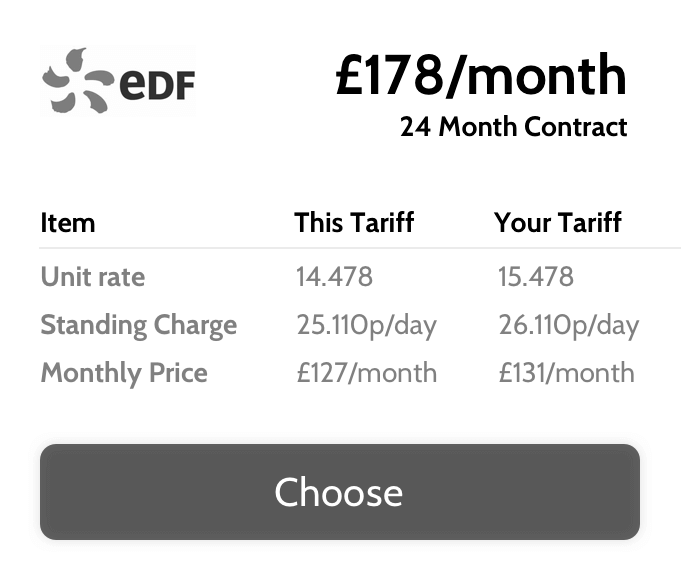 eDF
£178/month
24 Month Contract
Item This Tariff Your Tariff
Unit rate 14.478 15.478
Standing Charge 25.110p/day 26.110p/day
Monthly Price £127/month £131/month
Choose